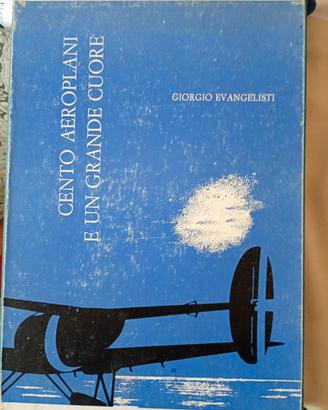 CENTO AEROPLANI
E UN GRANDE CUORE
GIORGIO EVANGELISTI